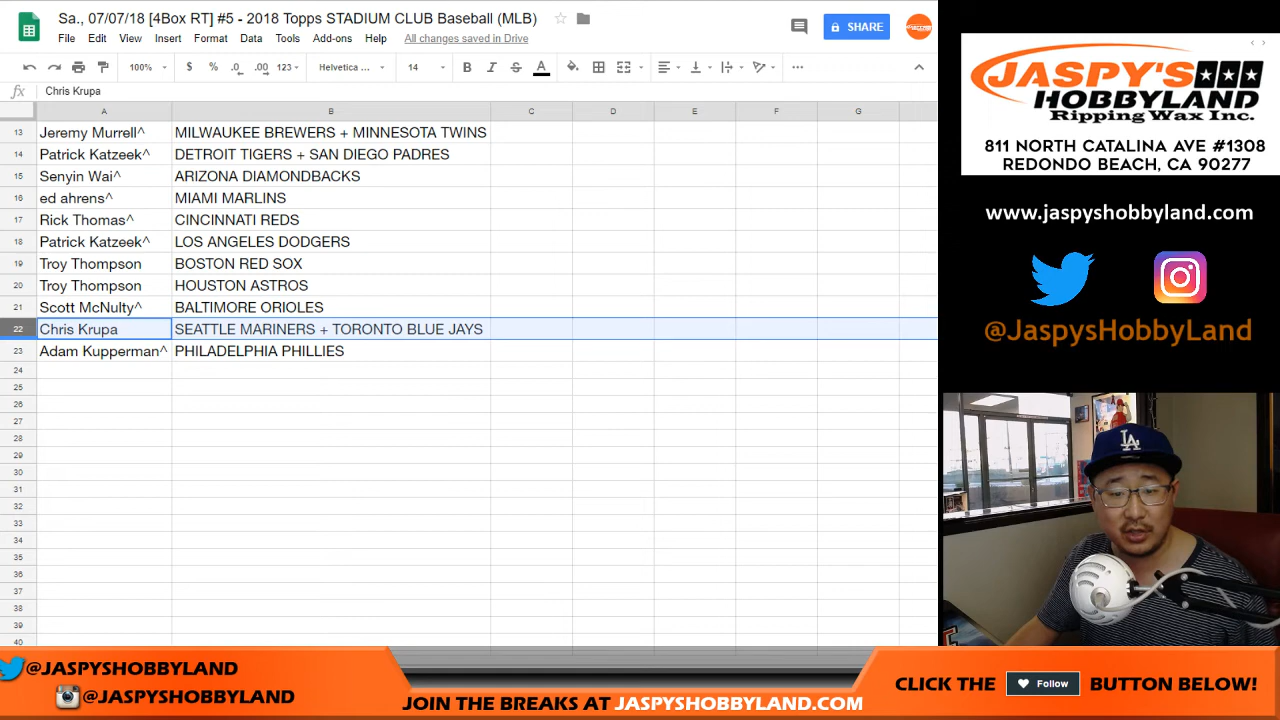 Sa., 07/07/18 [4Box RT] #5 - 2018 Topps STADIUM CLUB Baseball (MLB)
File Edit View Insert Format Data Tools Add-ons Help All changes saved in Drive
SHARE
100% $ % .0 .00 123 Helvetica ... 14 B I S A
fx Chris Krupa
A B C D E F G
13 Jeremy Murrell^ MILWAUKEE BREWERS + MINNESOTA TWINS
14 Patrick Katzeek^ DETROIT TIGERS + SAN DIEGO PADRES
15 Senyin Wai^ ARIZONA DIAMONDBACKS
16 ed ahrens^ MIAMI MARLINS
17 Rick Thomas^ CINCINNATI REDS
18 Patrick Katzeek^ LOS ANGELES DODGERS
19 Troy Thompson BOSTON RED SOX
20 Troy Thompson HOUSTON ASTROS
21 Scott McNulty^ BALTIMORE ORIOLES
22 Chris Krupa SEATTLE MARINERS + TORONTO BLUE JAYS
23 Adam Kupperman^ PHILADELPHIA PHILLIES
24
25
26
27
28
29
30
31
32
33
34
35
36
37
38
39
40
JASPY'S
HOBBYLAND
Ripping Wax Inc.
811 NORTH CATALINA AVE #1308
REDONDO BEACH, CA 90277
www.jaspyshobbyland.com
@JaspysHobbyLand
LA
@JASPYSHOBBYLAND
@JASPYSHOBBYLAND
JOIN THE BREAKS AT JASPYSHOBBYLAND.COM
CLICK THE Follow BUTTON BELOW!